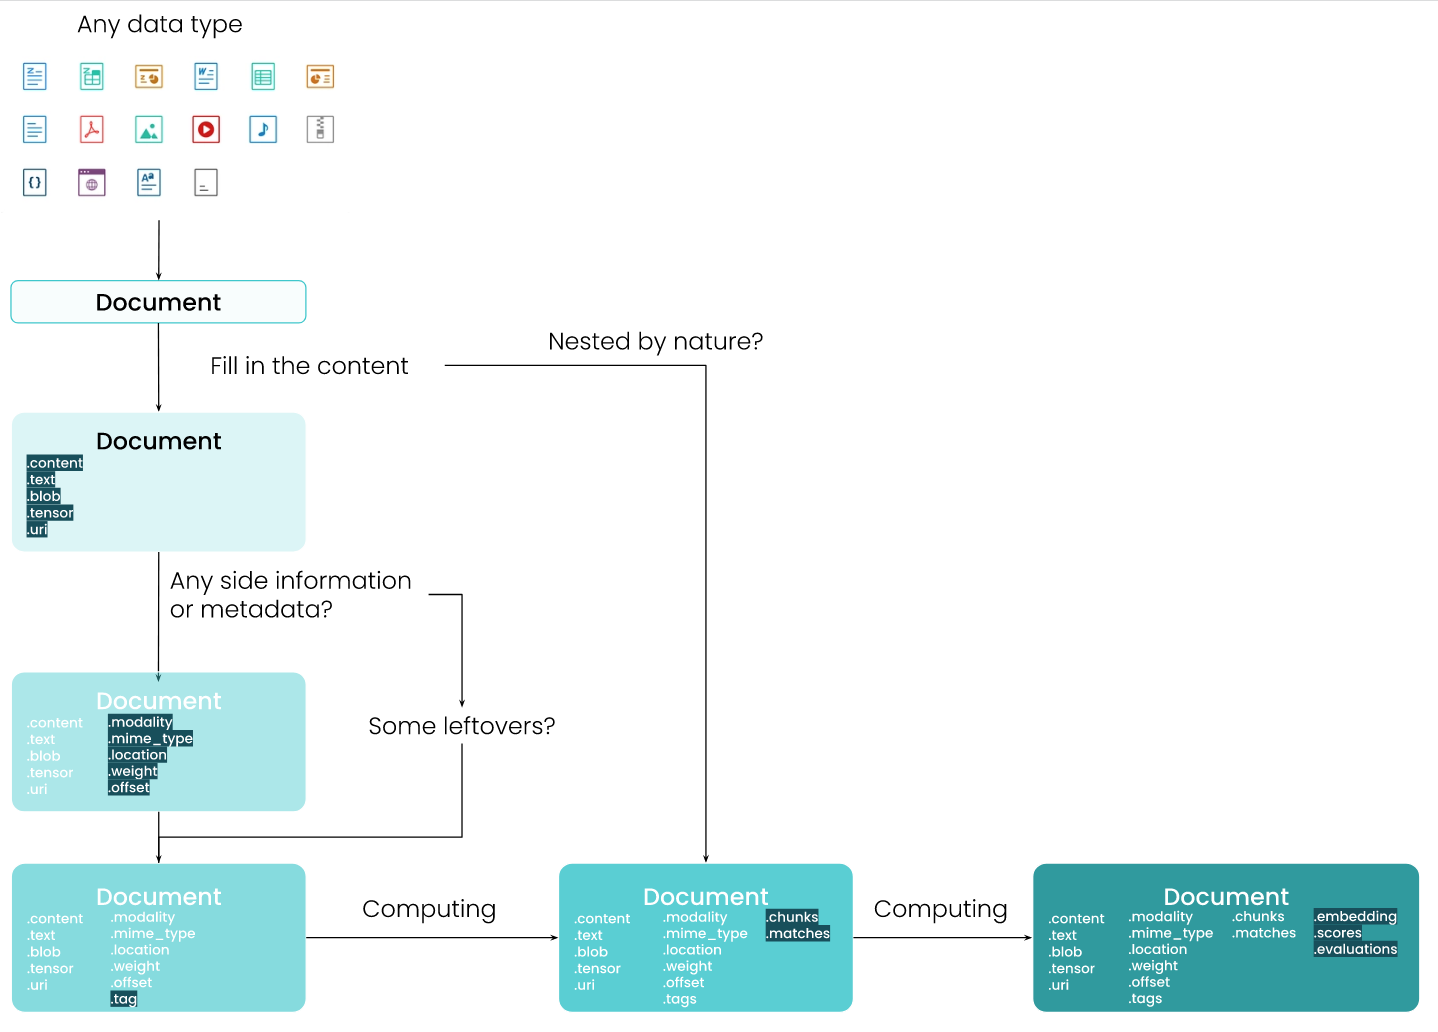 Any data type
Z
Z
Z
W
{}
Aa
Document
Nested by nature?
Fill in the content
Document
.content
.text
.blob
.tensor
.uri
Any side information
or metadata?
Document
.content
.text
.blob
.tensor
.uri
.modality
.mime_type
.location
.weight
.offset
Some leftovers?
Document
.content
.text
.blob
.tensor
.uri
.modality
.mime_type
.location
.weight
.offset
.tag
Computing
Document
.content
.text
.blob
.tensor
.uri
.modality
.mime_type
.location
.weight
.offset
.tags
.chunks
.matches
Computing
Document
.content
.text
.blob
.tensor
.uri
.modality
.mime_type
.location
.weight
.offset
.tags
.chunks
.matches
.embedding
.scores
.evaluations